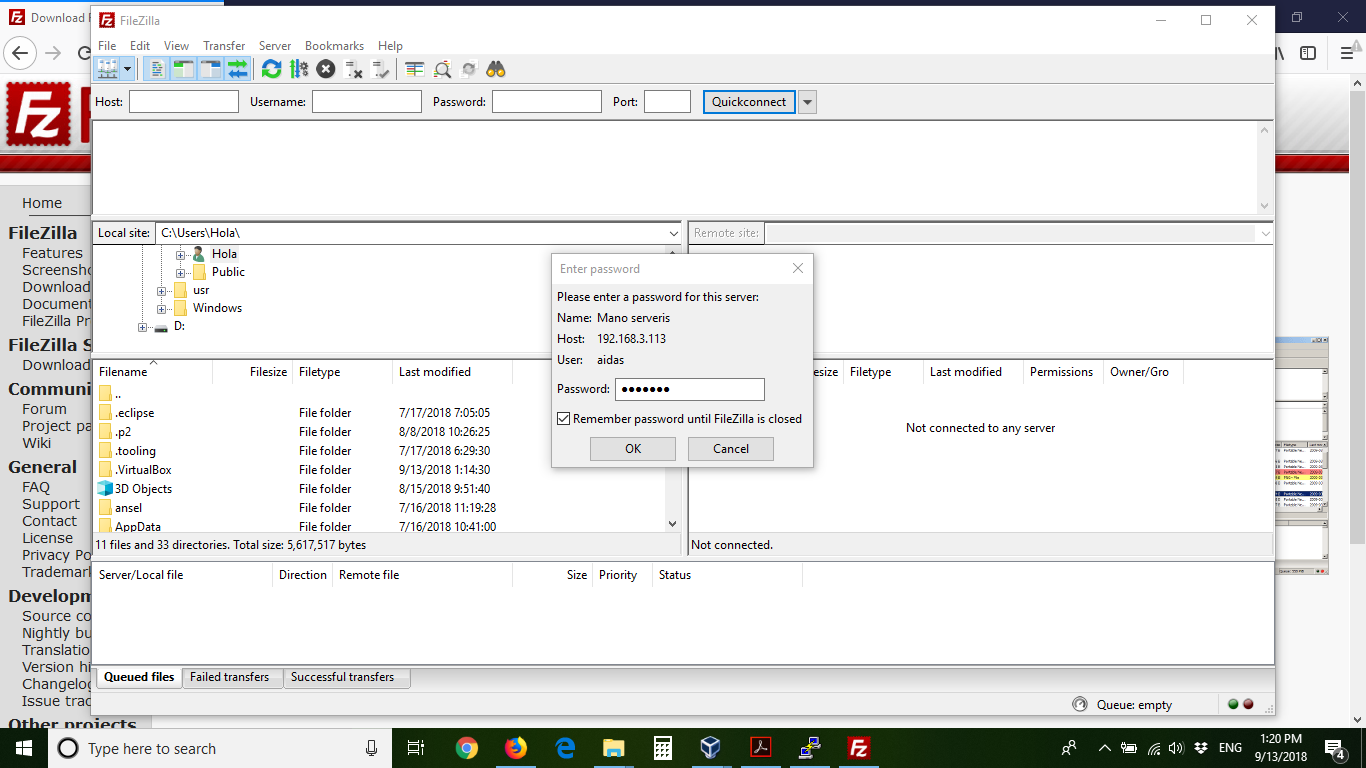 Download F
FileZilla
File Edit View Transfer Server Bookmarks Help
Host: Username: Password: Port: Quickconnect
Local site: C:\Users\Hola\
Remote site:
Hola
Public
usr
Windows
D:
Filename Filesize Filetype Last modified
..
.eclipse File folder 7/17/2018 7:05:05
.p2 File folder 8/8/2018 10:26:25
.tooling File folder 7/17/2018 6:29:30
.VirtualBox File folder 9/13/2018 1:14:30
3D Objects File folder 8/15/2018 9:51:40
ansel File folder 7/16/2018 11:19:28
AppData File folder 7/16/2018 10:41:00
11 files and 33 directories. Total size: 5,617,517 bytes
Enter password
Please enter a password for this server:
Name: Mano serveris
Host: 192.168.3.113
User: aidas
Password: ●●●●●●●
Remember password until FileZilla is closed
OK Cancel
esize Filetype Last modified Permissions Owner/Gro
Not connected to any server
Not connected.
Server/Local file Direction Remote file Size Priority Status
Queued files Failed transfers Successful transfers
Queue: empty
Home
FileZilla
Features
Screensho
Download
Document
FileZilla Pr
FileZilla S
Download
Communi
Forum
Project pa
Wiki
General
FAQ
Support
Contact
License
Privacy Po
Trademark
Developm
Source co
Nightly bu
Translatio
Version hi
Changelog
Issue trac
Other projects
Type here to search
ENG
1:20 PM
9/13/2018
4